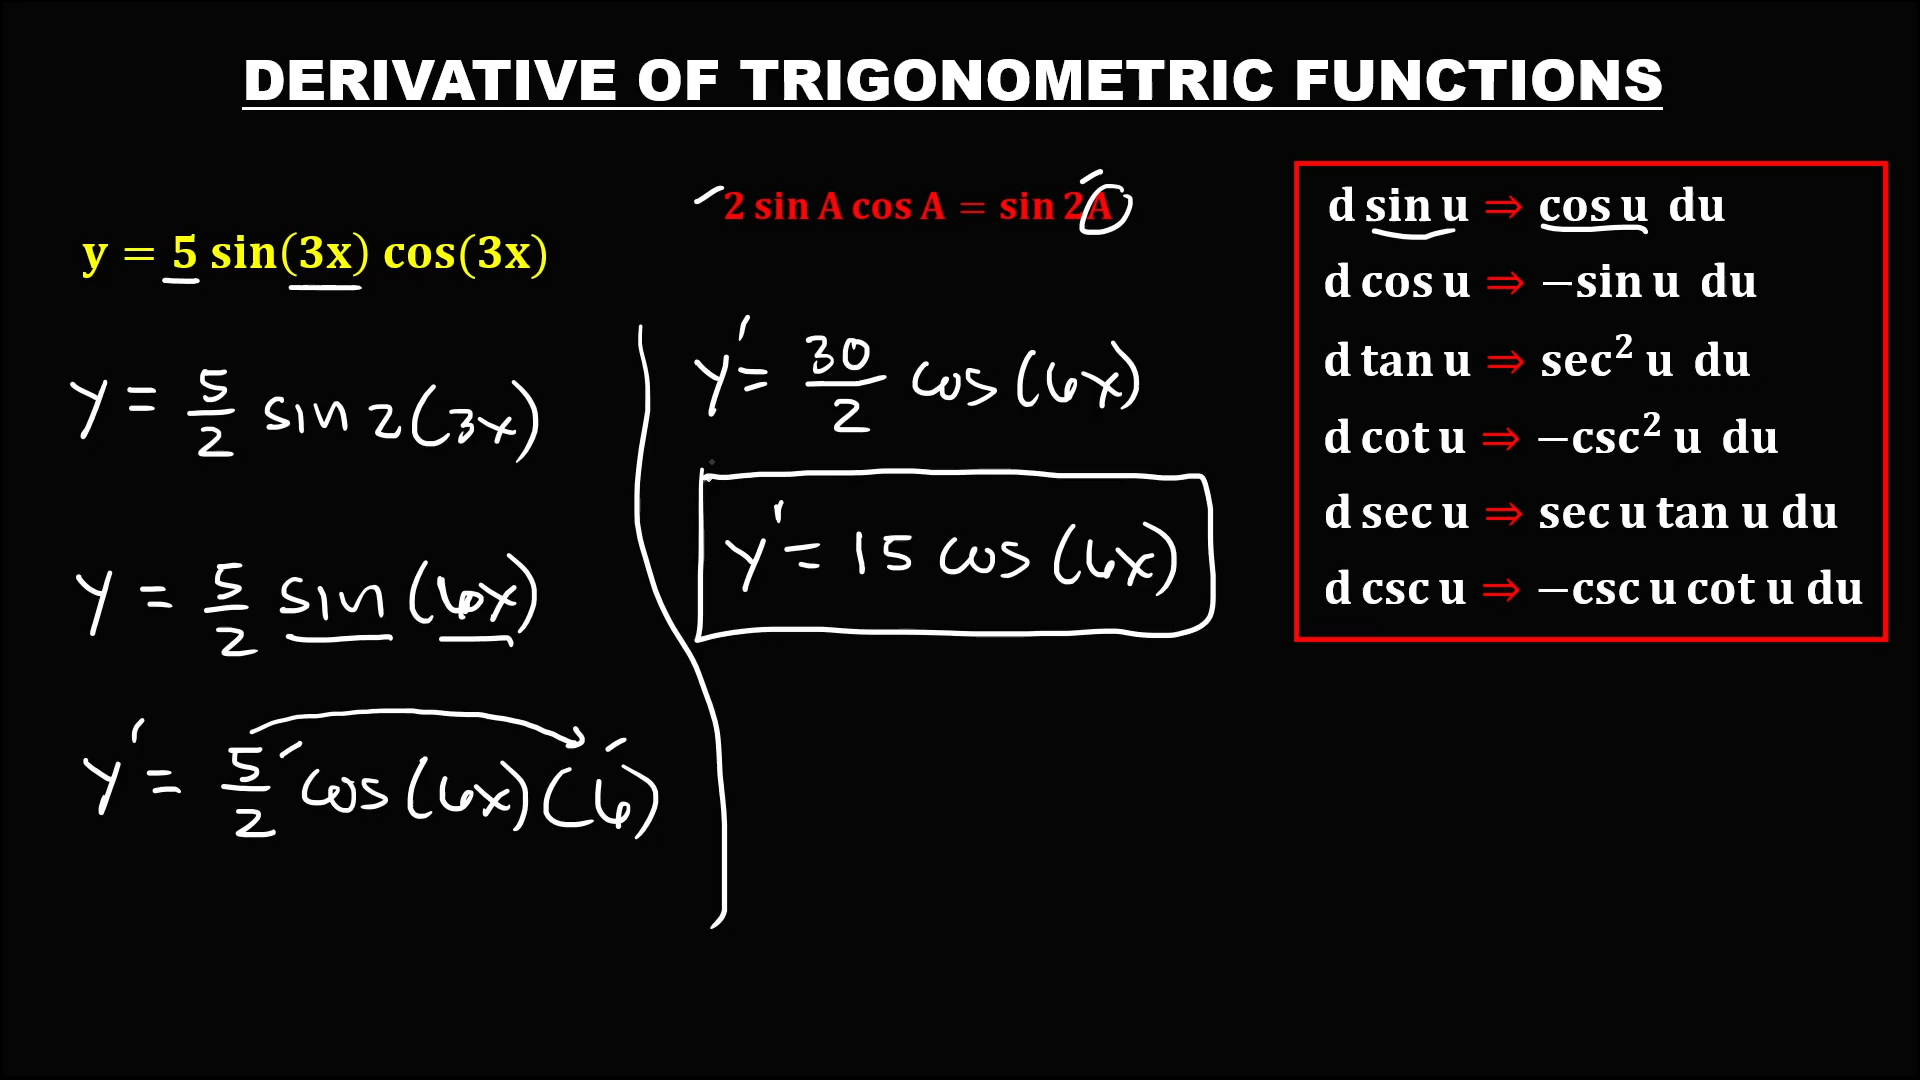 DERIVATIVE OF TRIGONOMETRIC FUNCTIONS
y = 5 sin(3x) cos(3x)
y = 5/2 sin 2(3x)
y = 5/2 sin (6x)
y' = 5/2 cos (6x)(6)
2 sin A cos A = sin 2A
y' = 30/2 cos (6x)
y' = 15 cos (6x)
d sin u ⇒ cos u du
d cos u ⇒ −sin u du
d tan u ⇒ sec² u du
d cot u ⇒ −csc² u du
d sec u ⇒ sec u tan u du
d csc u ⇒ −csc u cot u du